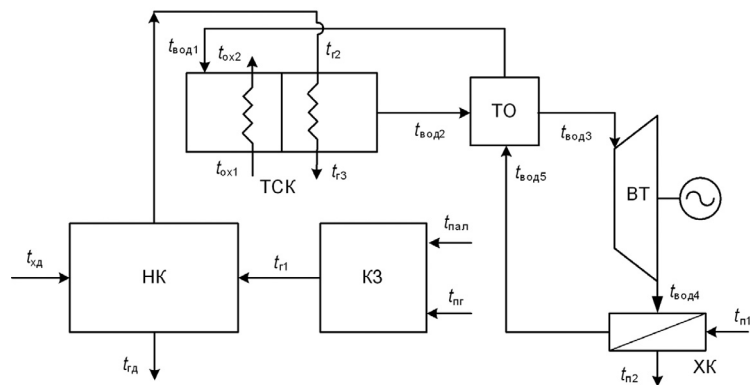 tвод1
tох2
tг2
ТО
tвод2
tвод3
tвод5
ВТ
tох1
ТСК
tг3
tпал
tхд
НК
tг1
КЗ
tпг
tвод4
tп1
ХК
tгд
tп2